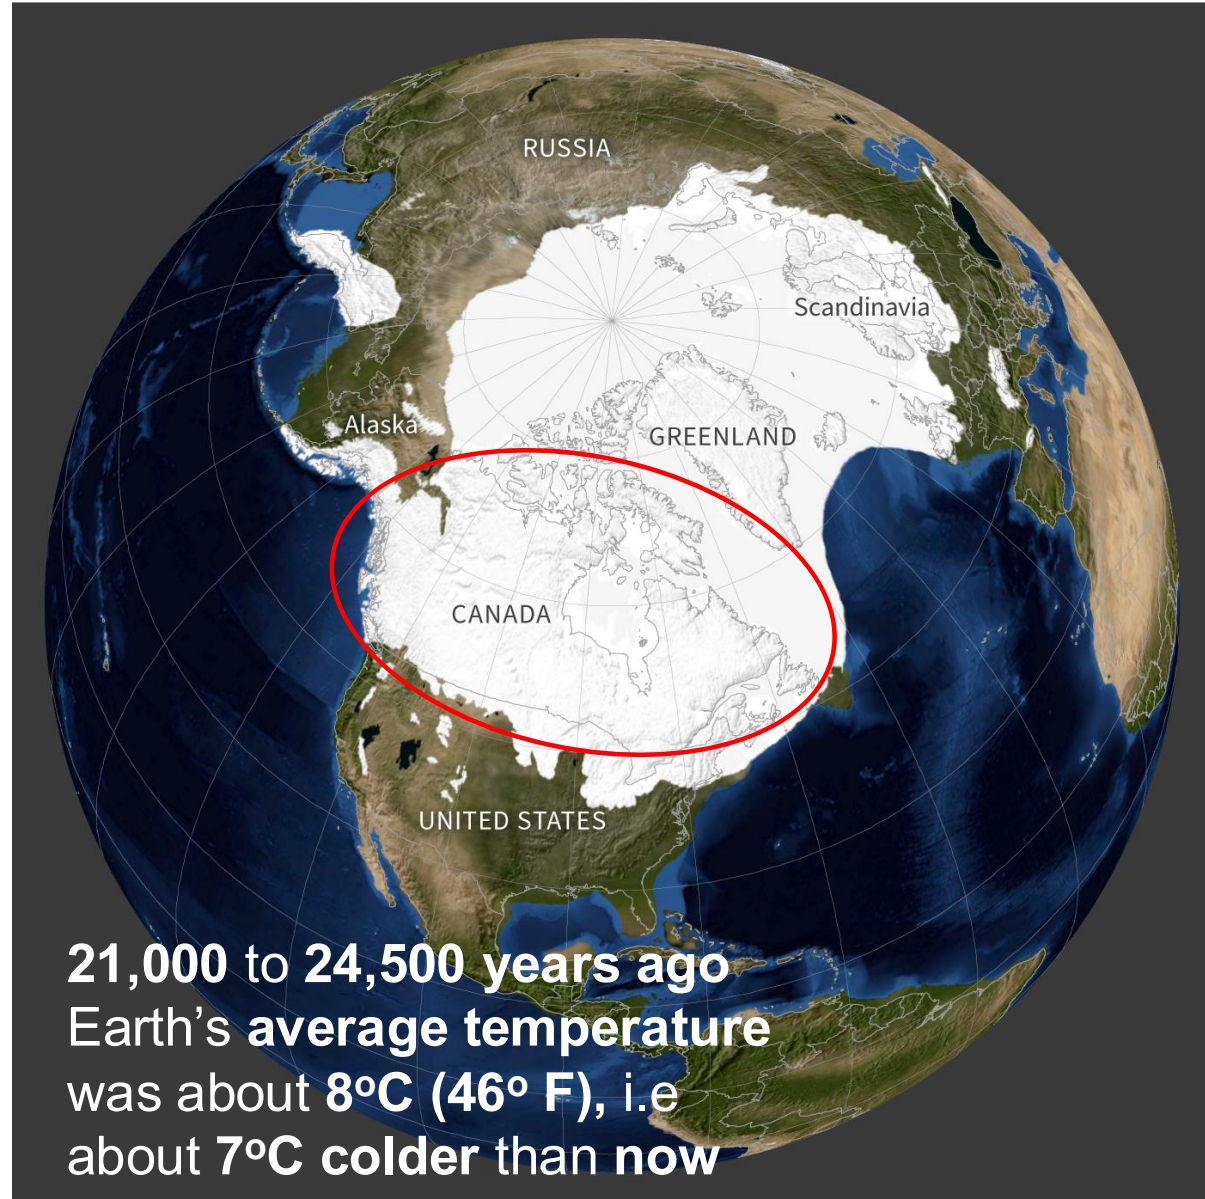 RUSSIA
Scandinavia
Alaska
GREENLAND
CANADA
UNITED STATES
21,000 to 24,500 years ago
Earth’s average temperature
was about 8ºC (46º F), i.e
about 7ºC colder than now